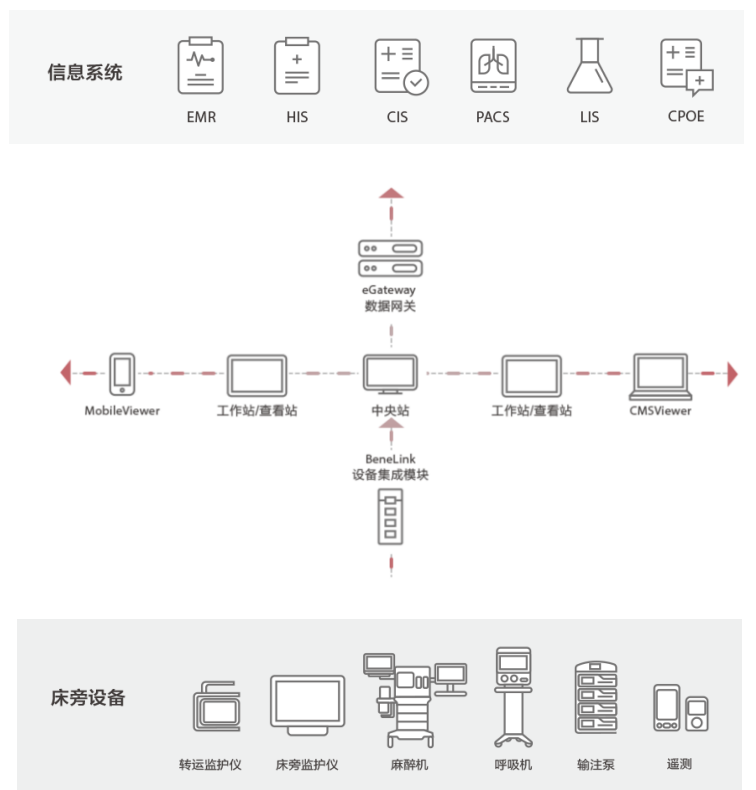 信息系统
EMR
HIS
CIS
PACS
LIS
CPOE
eGateway
数据网关
MobileViewer
工作站/查看站
中央站
工作站/查看站
CMSViewer
BeneLink
设备集成模块
床旁设备
转运监护仪
床旁监护仪
麻醉机
呼吸机
输注泵
遥测